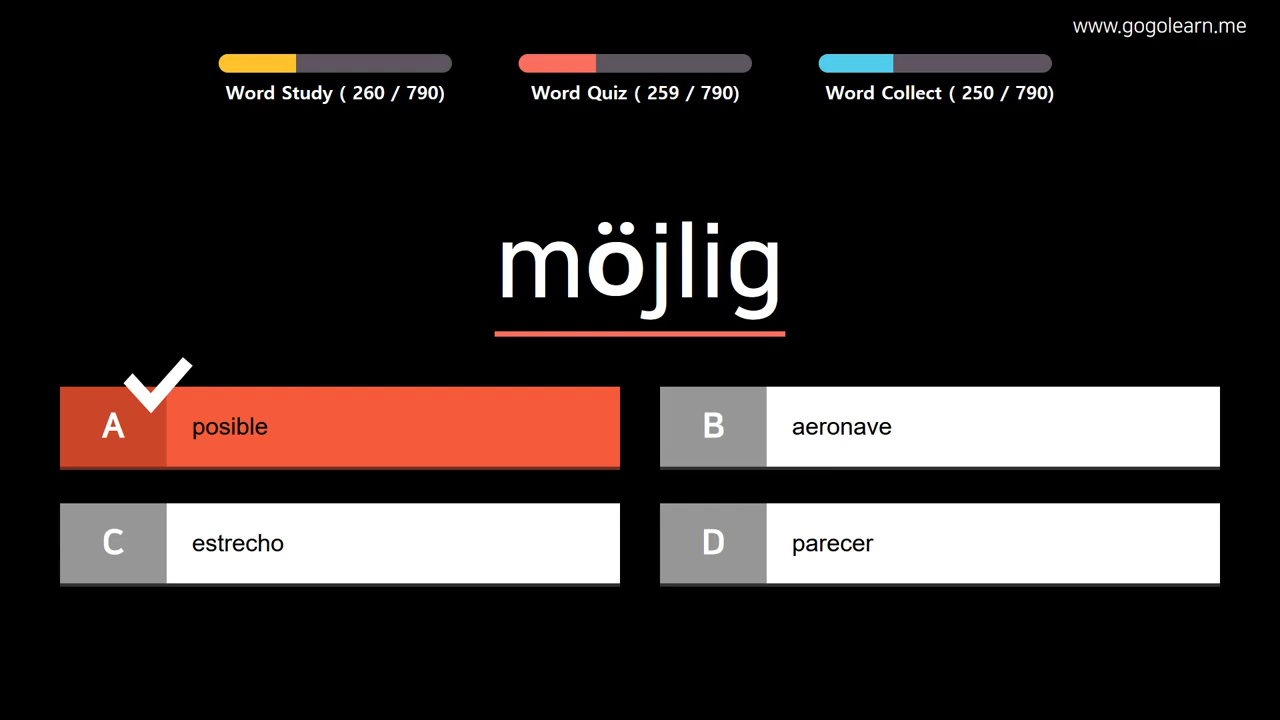 www.gogolearn.me
Word Study ( 260 / 790)
Word Quiz ( 259 / 790)
Word Collect ( 250 / 790)
möjlig
A posible
B aeronave
C estrecho
D parecer